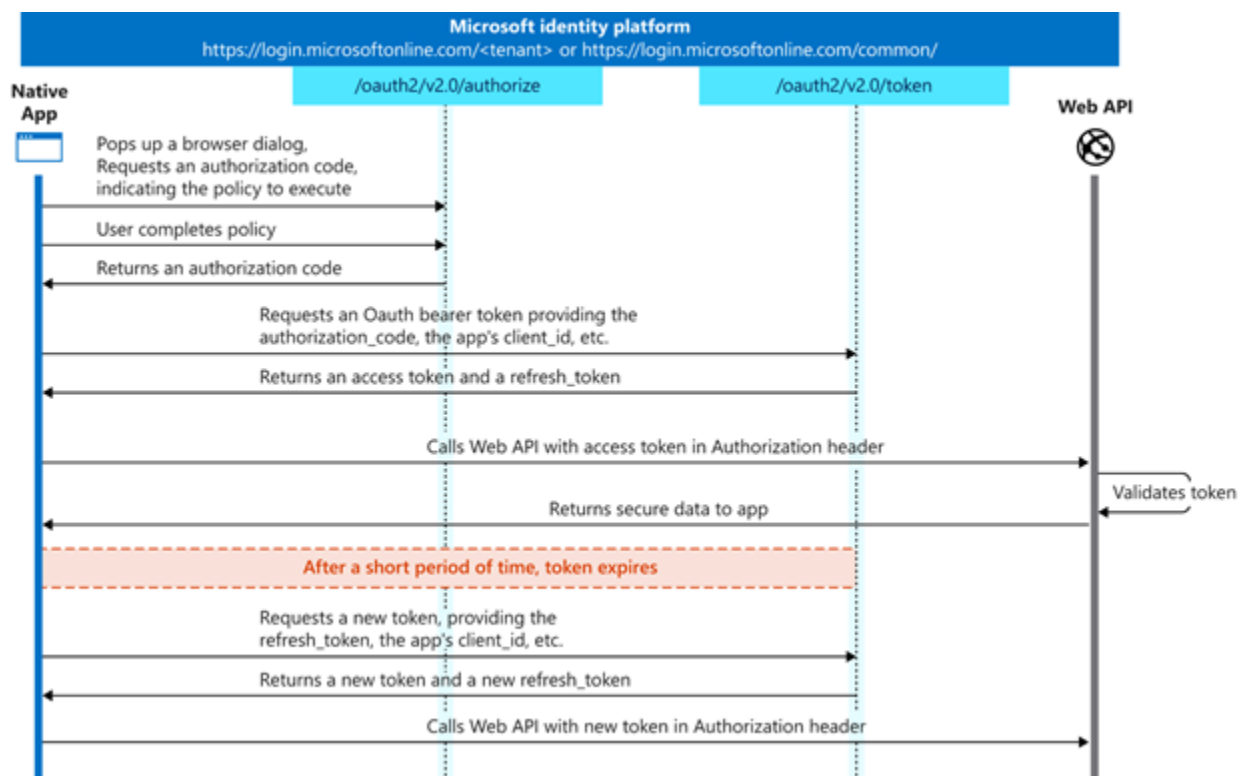 Microsoft identity platform
https://login.microsoftonline.com/<tenant> or https://login.microsoftonline.com/common/
/oauth2/v2.0/authorize
/oauth2/v2.0/token
Native
App
Web API
Pops up a browser dialog,
Requests an authorization code,
indicating the policy to execute
User completes policy
Returns an authorization code
Requests an Oauth bearer token providing the
authorization_code, the app's client_id, etc.
Returns an access token and a refresh_token
Calls Web API with access token in Authorization header
Validates token
Returns secure data to app
After a short period of time, token expires
Requests a new token, providing the
refresh_token, the app's client_id, etc.
Returns a new token and a new refresh_token
Calls Web API with new token in Authorization header